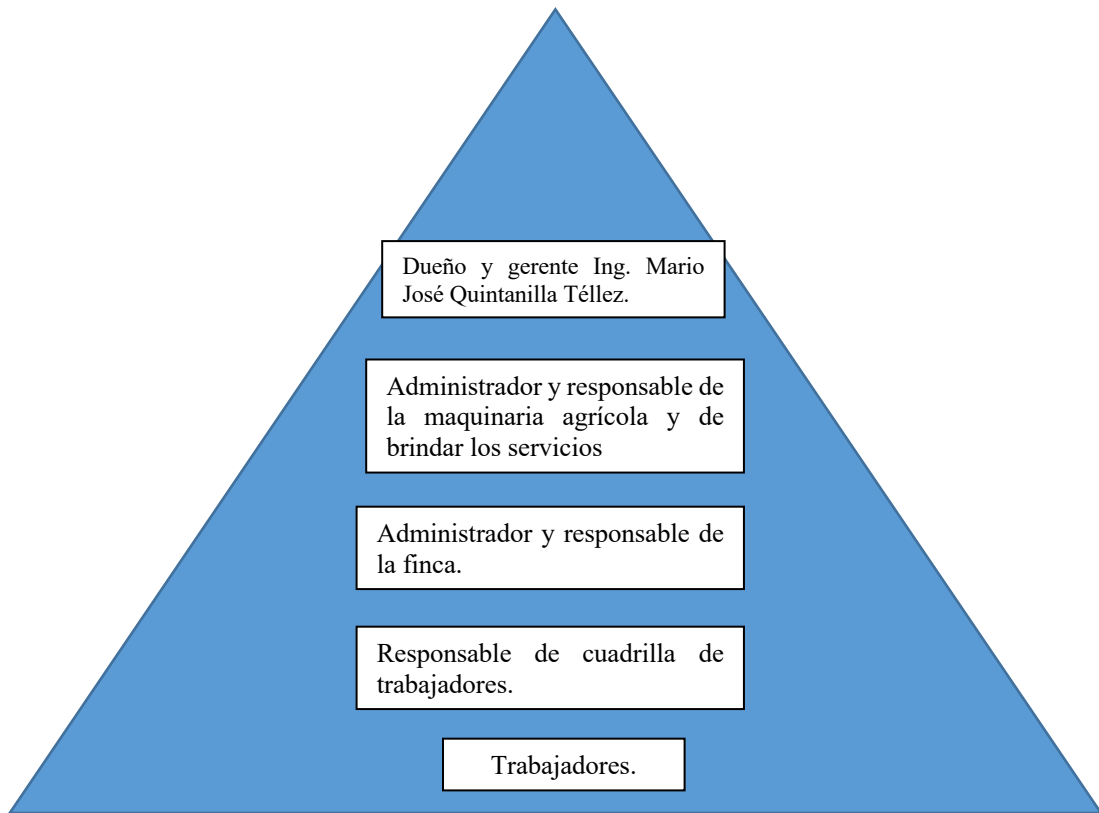 Dueño y gerente Ing. Mario
José Quintanilla Téllez.
Administrador y responsable de
la maquinaria agrícola y de
brindar los servicios
Administrador y responsable de
la finca.
Responsable de cuadrilla de
trabajadores.
Trabajadores.